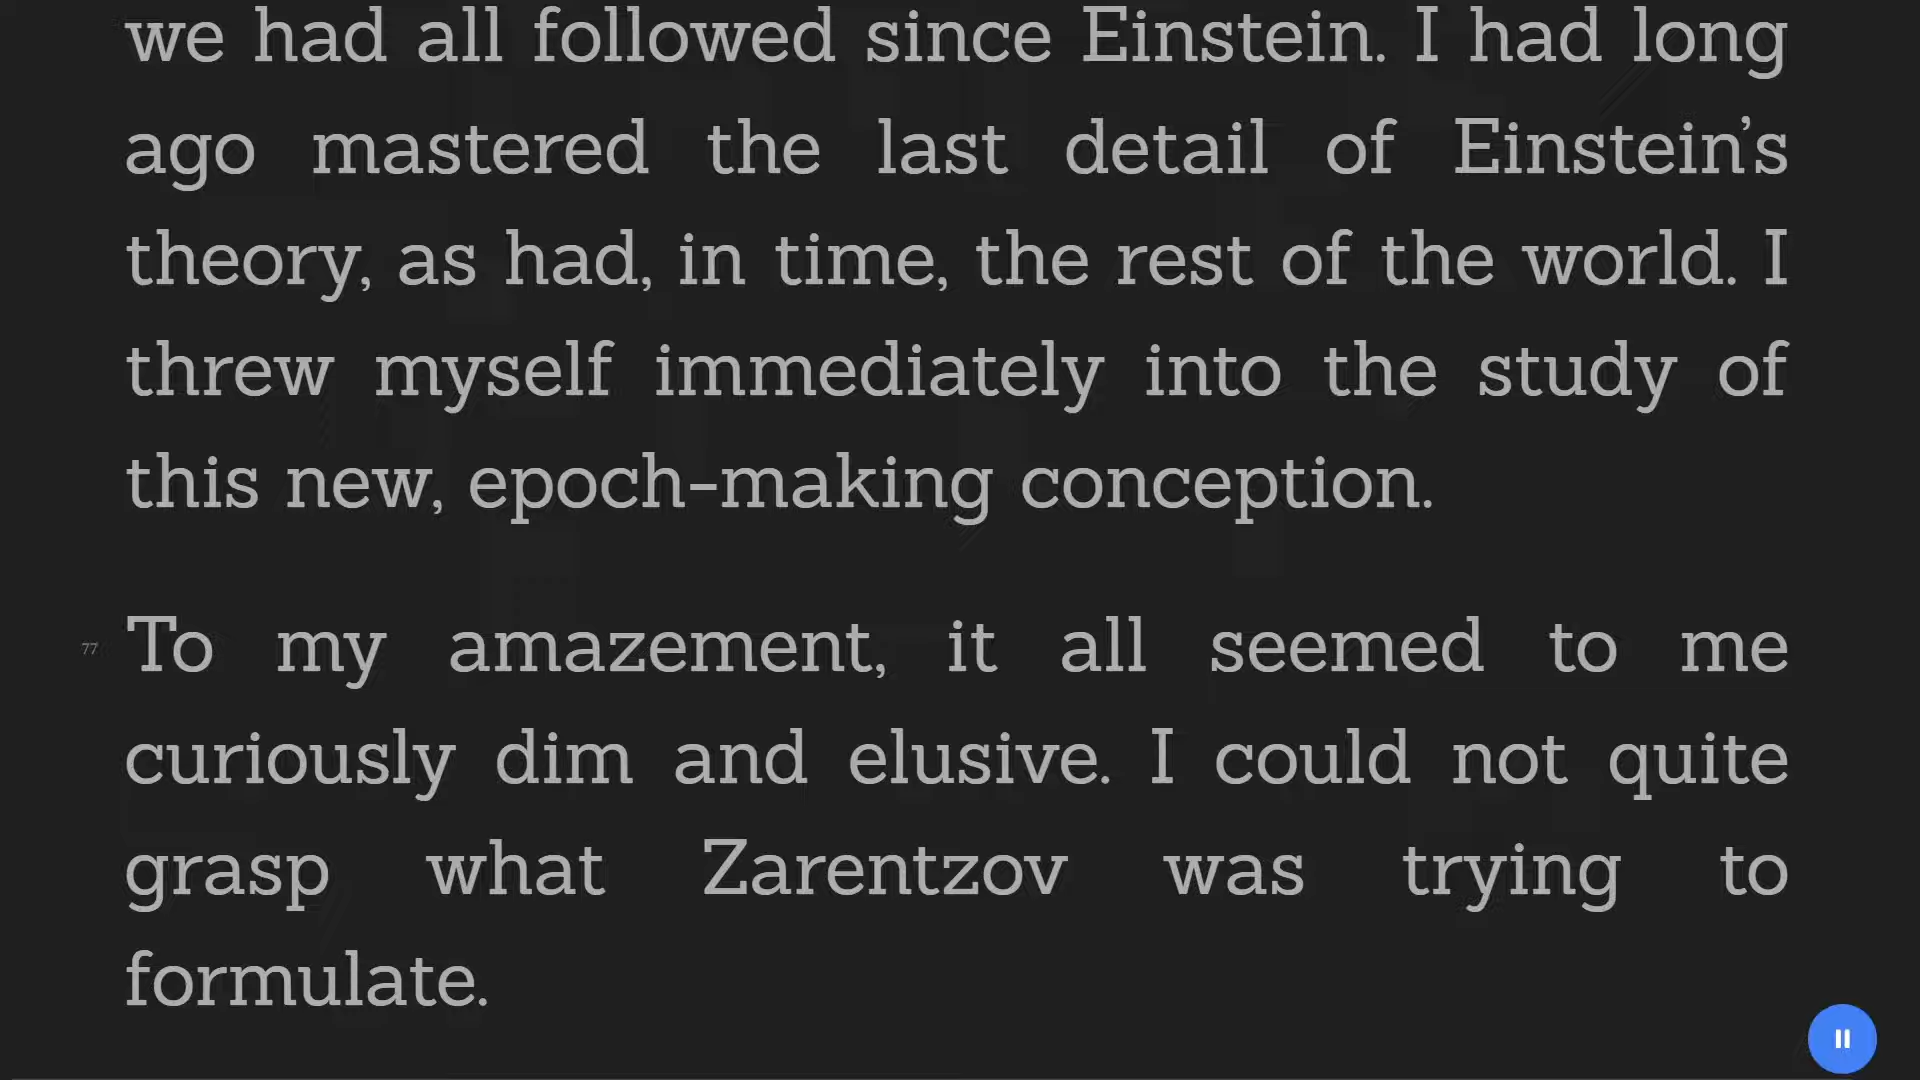 we had all followed since Einstein. I had long
ago mastered the last detail of Einstein’s
theory, as had, in time, the rest of the world. I
threw myself immediately into the study of
this new, epoch-making conception.
77
To my amazement, it all seemed to me
curiously dim and elusive. I could not quite
grasp what Zarentzov was trying to
formulate.